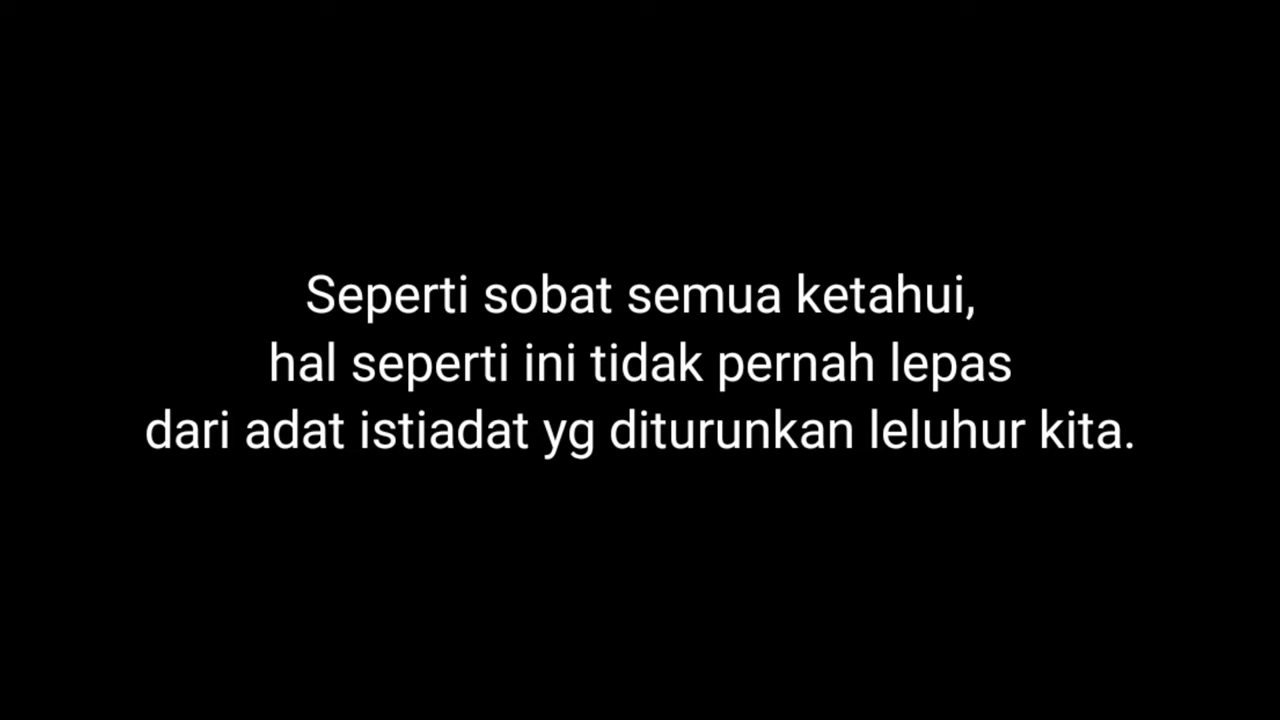 Seperti sobat semua ketahui,
hal seperti ini tidak pernah lepas
dari adat istiadat yg diturunkan leluhur kita.